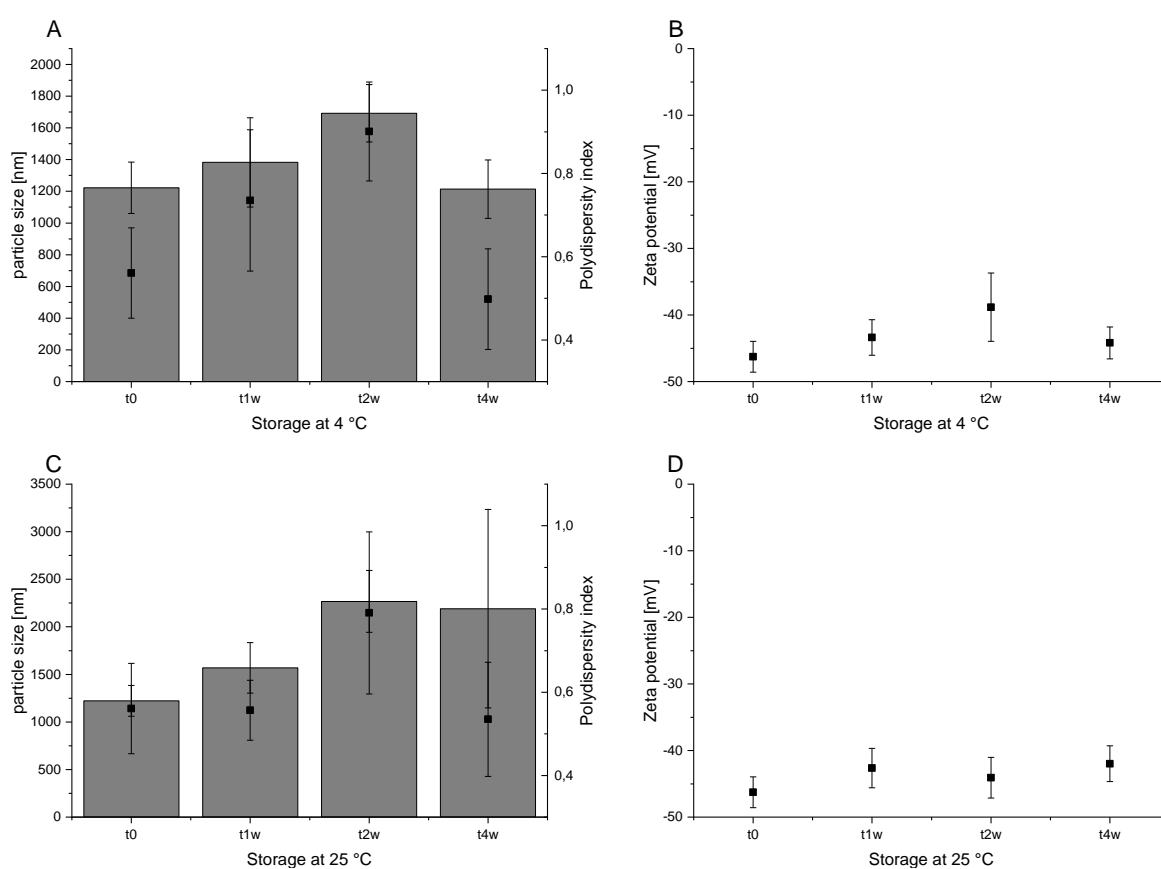 A
2000
1800
1600
1400
1200
1000
800
600
400
200
0
particle size [nm]
1,0
0,8
0,6
0,4
Polydispersity index
t0 t1w t2w t4w
Storage at 4 °C
B
0
-10
-20
-30
-40
-50
Zeta potential [mV]
t0 t1w t2w t4w
Storage at 4 °C
C
3500
3000
2500
2000
1500
1000
500
0
particle size [nm]
1,0
0,8
0,6
0,4
Polydispersity index
t0 t1w t2w t4w
Storage at 25 °C
D
0
-10
-20
-30
-40
-50
Zeta potential [mV]
t0 t1w t2w t4w
Storage at 25 °C